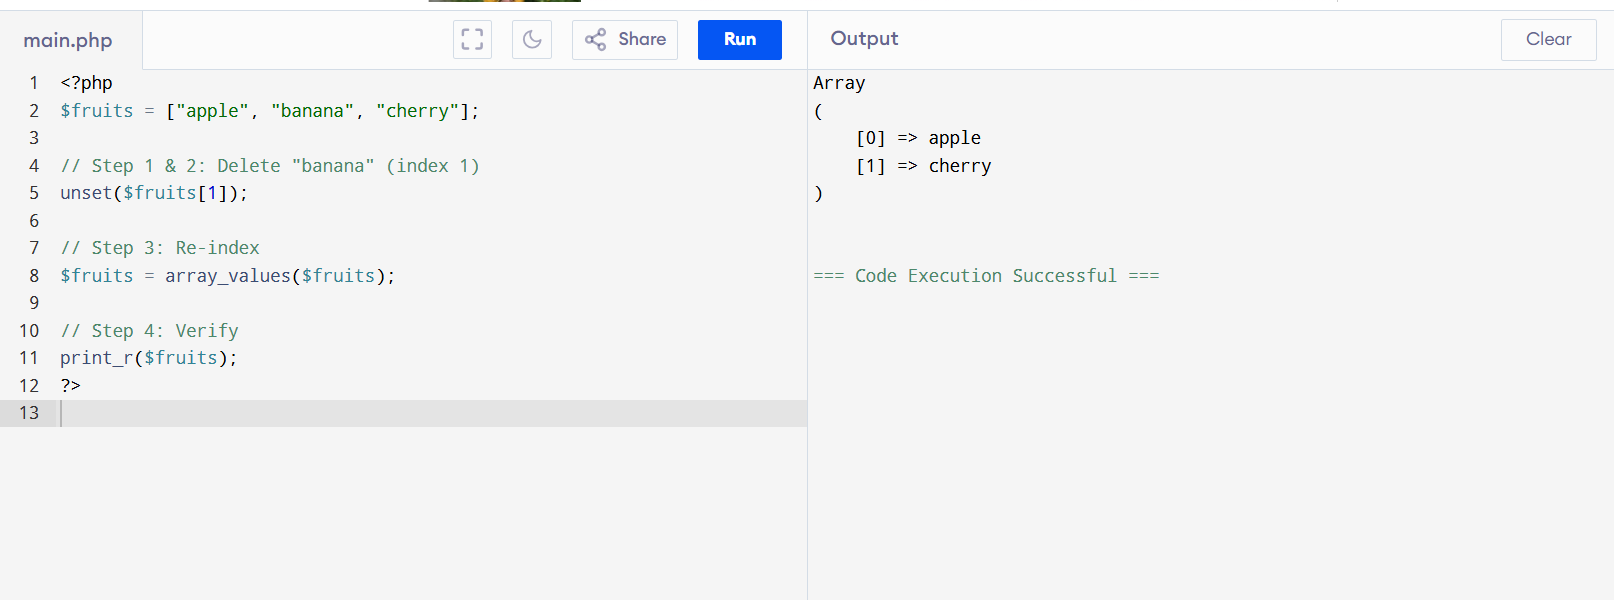 main.php
Share
Run
Output
Clear
1 <?php
2 $fruits = ["apple", "banana", "cherry"];
3
4 // Step 1 & 2: Delete "banana" (index 1)
5 unset($fruits[1]);
6
7 // Step 3: Re-index
8 $fruits = array_values($fruits);
9
10 // Step 4: Verify
11 print_r($fruits);
12 ?>
13
Array
(
    [0] => apple
    [1] => cherry
)
=== Code Execution Successful ===